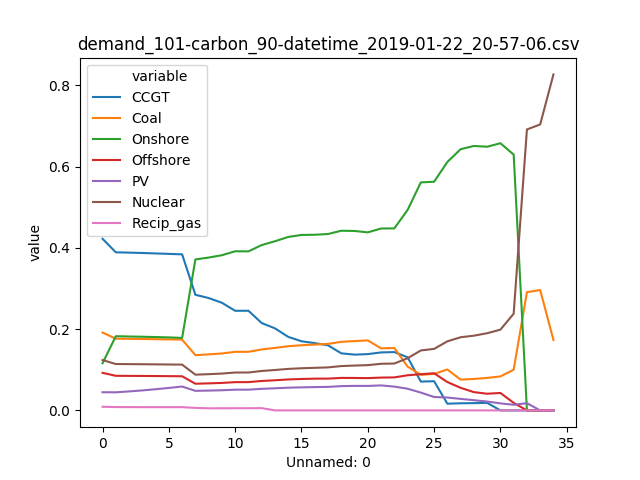 demand_101-carbon_90-datetime_2019-01-22_20-57-06.csv
variable
CCGT
Coal
Onshore
Offshore
PV
Nuclear
Recip_gas
value
0.8
0.6
0.4
0.2
0.0
0 5 10 15 20 25 30 35
Unnamed: 0